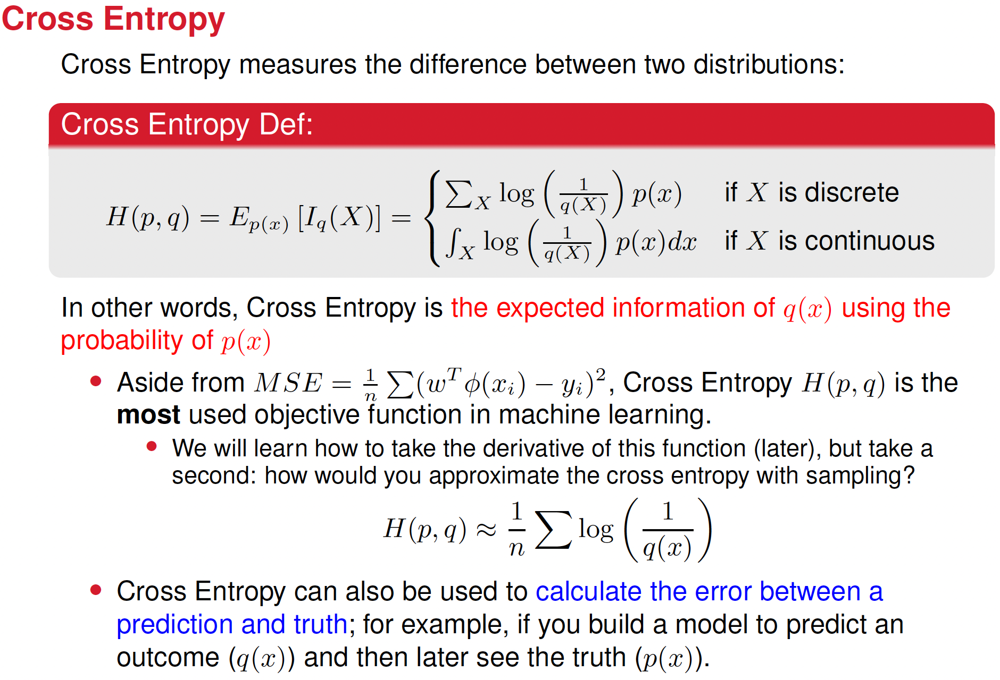 Cross Entropy
Cross Entropy measures the difference between two distributions:
Cross Entropy Def:
$H(p, q) = E_{p(x)}\left[I_q(X)\right] = \begin{cases} \sum_X \log\left(\frac{1}{q(X)}\right) p(x) & \text{if } X \text{ is discrete} \\ \int_X \log\left(\frac{1}{q(X)}\right) p(x)dx & \text{if } X \text{ is continuous} \end{cases}$
In other words, Cross Entropy is the expected information of $q(x)$ using the
probability of $p(x)$
• Aside from $MSE = \frac{1}{n} \sum (w^T \phi(x_i) - y_i)^2$, Cross Entropy $H(p, q)$ is the
most used objective function in machine learning.
• We will learn how to take the derivative of this function (later), but take a
second: how would you approximate the cross entropy with sampling?
$H(p, q) \approx \frac{1}{n} \sum \log\left(\frac{1}{q(x)}\right)$
• Cross Entropy can also be used to calculate the error between a
prediction and truth; for example, if you build a model to predict an
outcome ($q(x)$) and then later see the truth ($p(x)$).